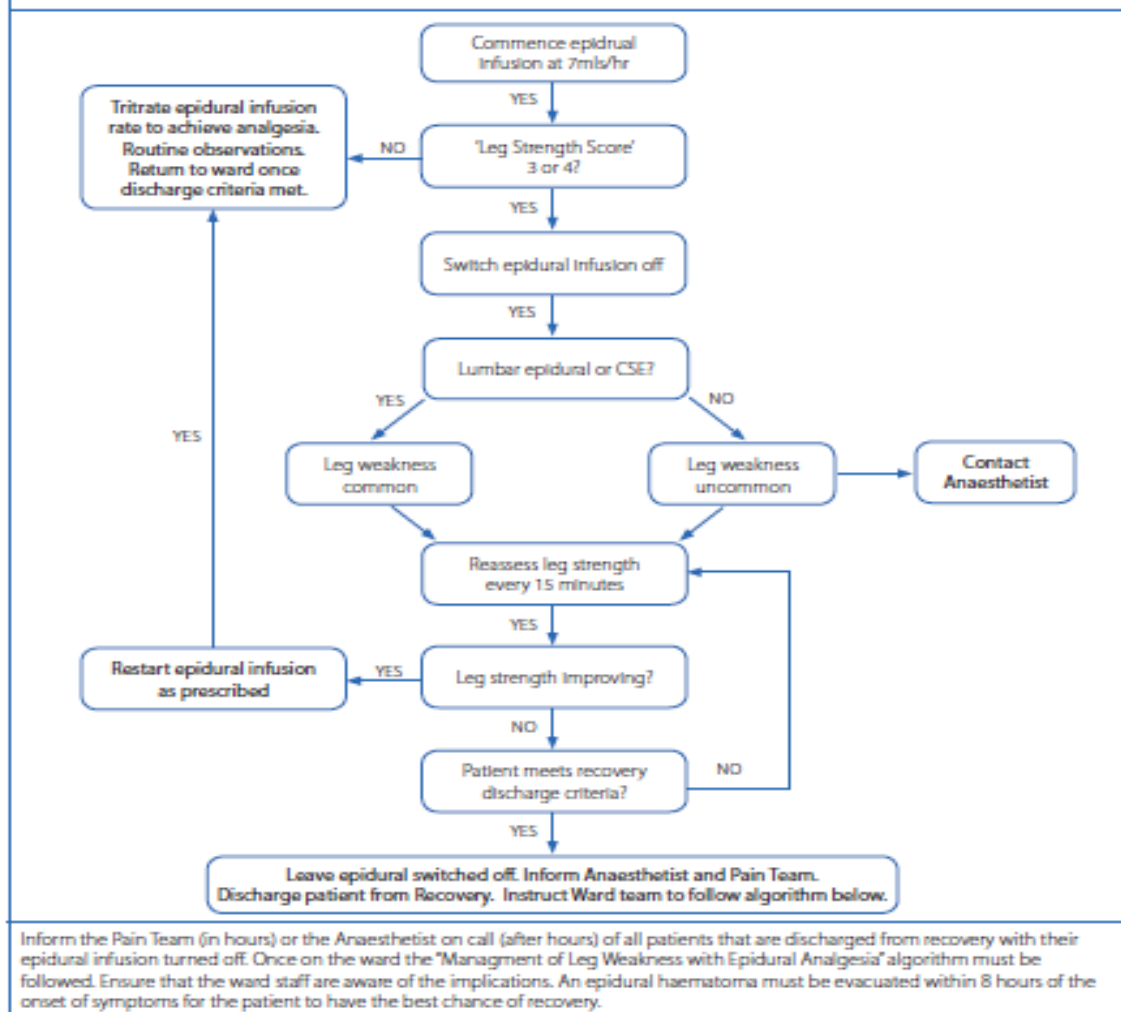 Commence epidrual
infusion at 7mls/hr
YES
Tritrate epidural infusion
rate to achieve analgesia.
Routine observations.
Return to ward once
discharge criteria met.
NO
'Leg Strength Score'
3 or 4?
YES
Switch epidural infusion off
YES
Lumbar epidural or CSE?
YES
NO
YES
Leg weakness
common
Leg weakness
uncommon
Contact
Anaesthetist
Reassess leg strength
every 15 minutes
YES
Restart epidural infusion
as prescribed
YES
Leg strength improving?
NO
Patient meets recovery
discharge criteria?
NO
YES
Leave epidural switched off. Inform Anaesthetist and Pain Team.
Discharge patient from Recovery. Instruct Ward team to follow algorithm below.
Inform the Pain Team (in hours) or the Anaesthetist on call (after hours) of all patients that are discharged from recovery with their
epidural infusion turned off. Once on the ward the "Managment of Leg Weakness with Epidural Analgesia" algorithm must be
followed. Ensure that the ward staff are aware of the implications. An epidural haematoma must be evacuated within 8 hours of the
onset of symptoms for the patient to have the best chance of recovery.